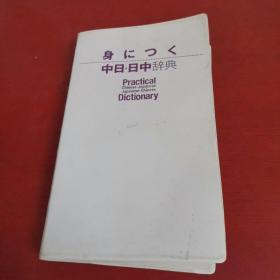 身につく
中日·日中辞典
Practical
Chinese-Japanese
Japanese-Chinese
Dictionary